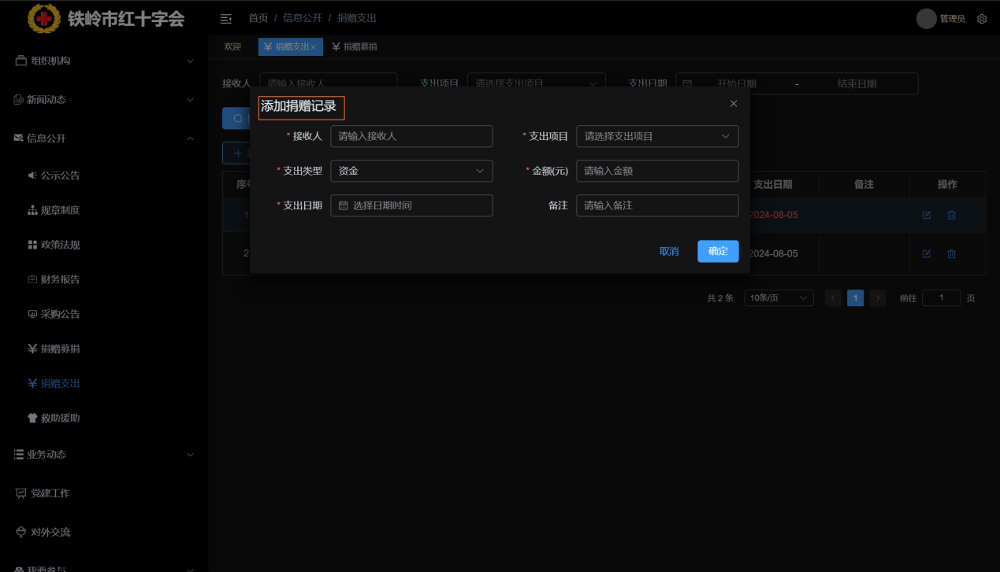 铁岭市红十字会
首页 / 信息公开 / 捐赠支出
管理员
欢迎
¥ 捐赠支出 ×
¥ 捐赠募捐
组织机构
新闻动态
信息公开
公示公告
规章制度
政策法规
财务报告
采购公告
¥ 捐赠募捐
¥ 捐赠支出
救助援助
业务动态
党建工作
对外交流
我要参与
接收人 请输入接收人 支出项目 请选择支出项目 支出日期 开始日期 - 结束日期
添加捐赠记录
* 接收人 请输入接收人 * 支出项目 请选择支出项目
* 支出类型 资金 * 金额(元) 请输入金额
* 支出日期 选择日期时间 备注 请输入备注
取消 确定
序号 支出日期 备注 操作
1 2024-08-05
2 2024-08-05
共 2 条 10条/页 < 1 > 前往 1 页